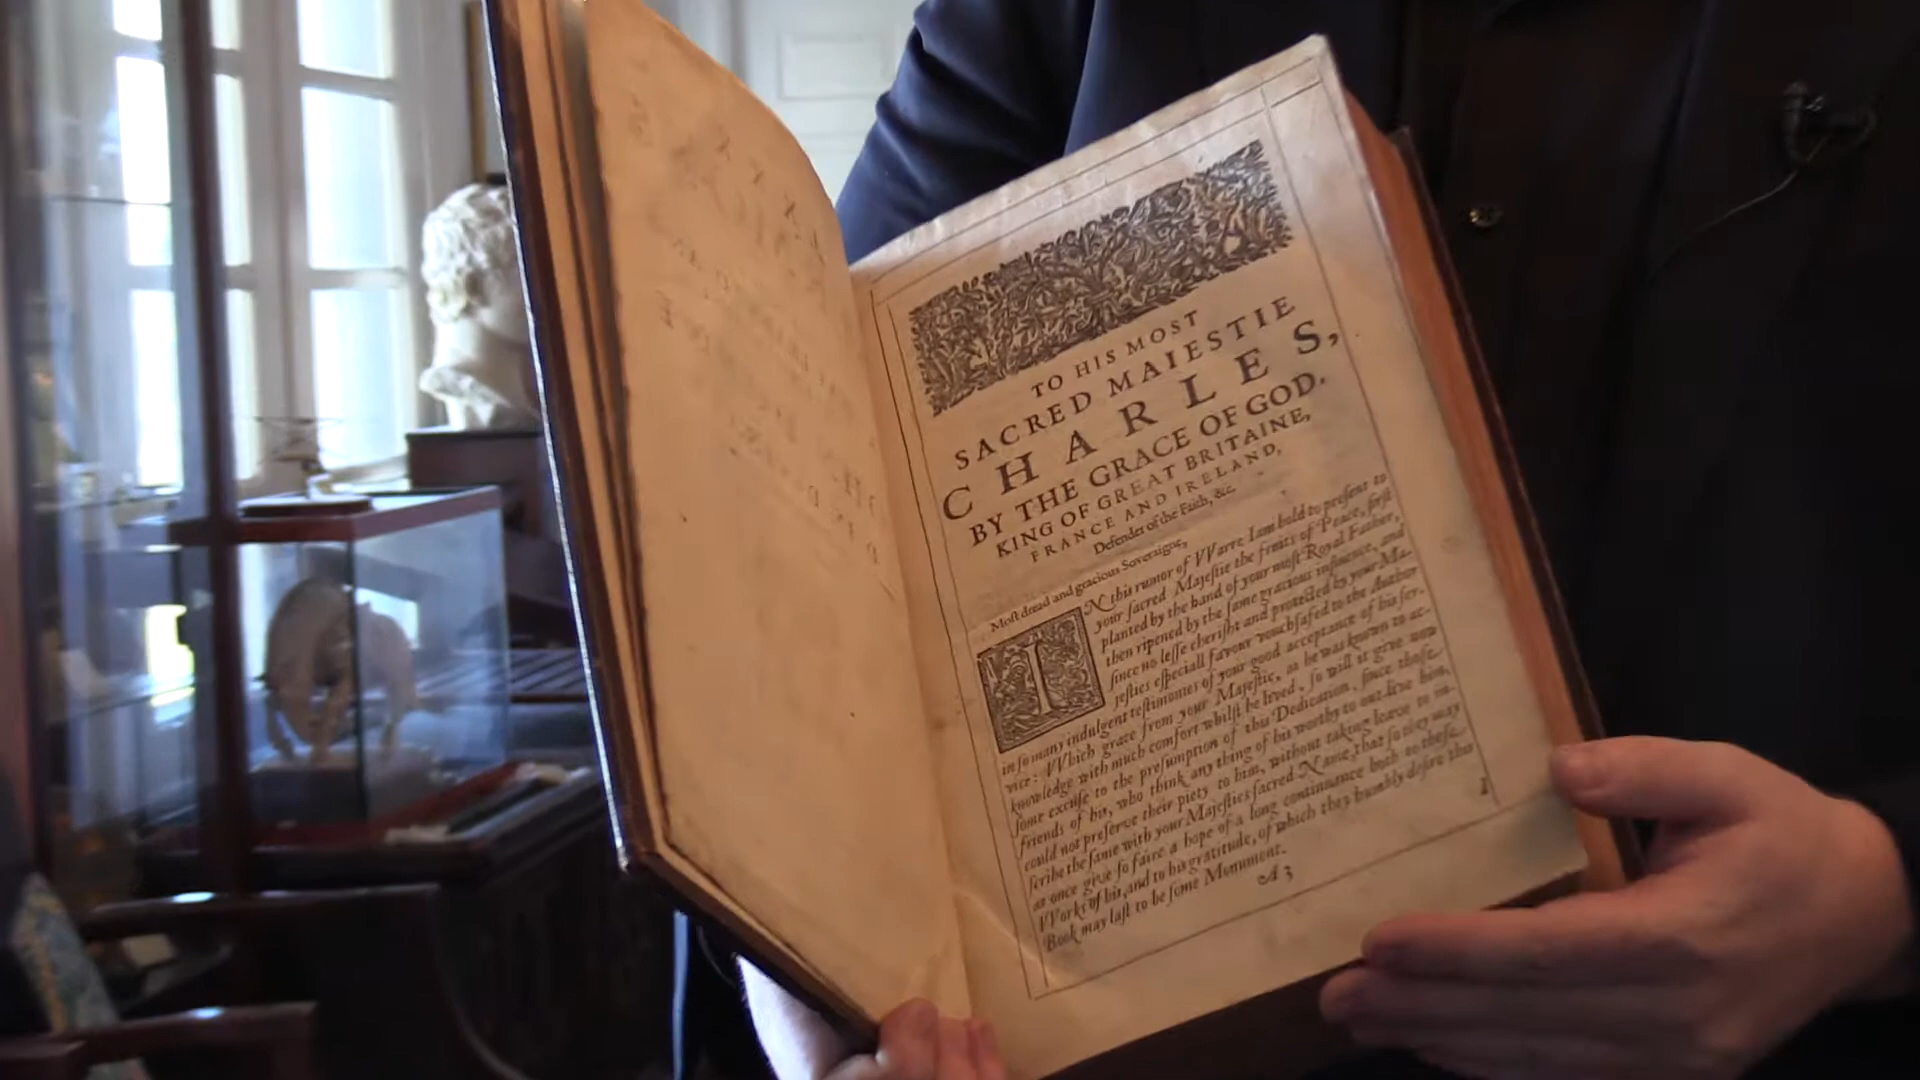 TO HIS MOST
SACRED MAIESTIE
CHARLES,
BY THE GRACE OF GOD,
KING OF GREAT BRITAINE,
FRANCE AND IRELAND,
Defender of the Faith, &c.
Most dread and gracious Soveraigne,
IN this rumor of VVarre I am bold to present to
your sacred Majestie the fruits of Peace, first
planted by the hand of your most Royall Father,
then ripened by the same gracious influence, and
since no lesse cherisht and protected by your Ma-
jesties especiall favour vouchsafed to the Author
in so many indulgent testimonies of your good acceptance of his ser-
vice: VVhich grace from your Majestie, as he was known to ac-
knowledge with much comfort whilst he lived, so will it give now
some excuse to the presumption of this Dedication, since those
friends of his, who think any thing of his worthy to outlive him,
could not preserve their piety to him, without taking leave to in-
scribe the same with your Majesties sacred Name, that so they may
at once give so faire a hope of a long continuance both to these
VVorks of his, and to his gratitude, of which they humbly desire this
Book may last to be some Monument.
A 3
I